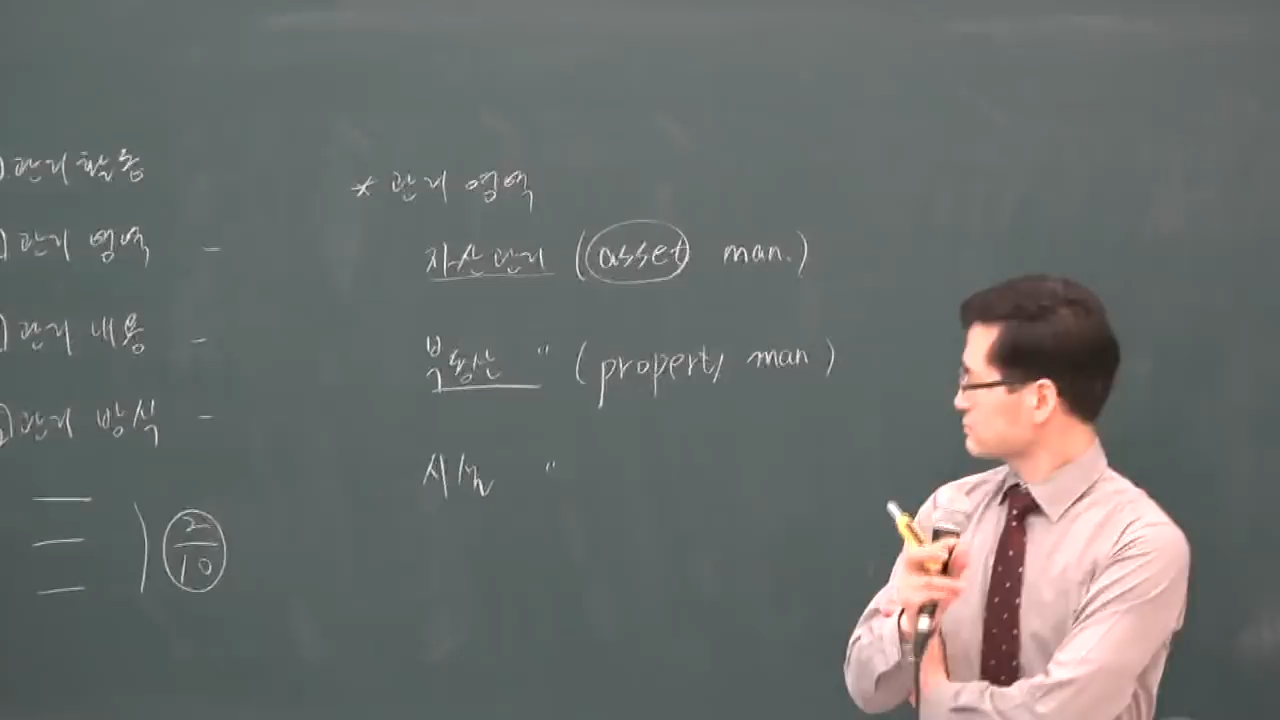 ) 관리 활동
) 관리 영역 -
) 관리 내용 -
) 관리 방식 -
2/10
* 관리 영역
자산관리 (asset man.)
부동산 " (property man)
시설 "